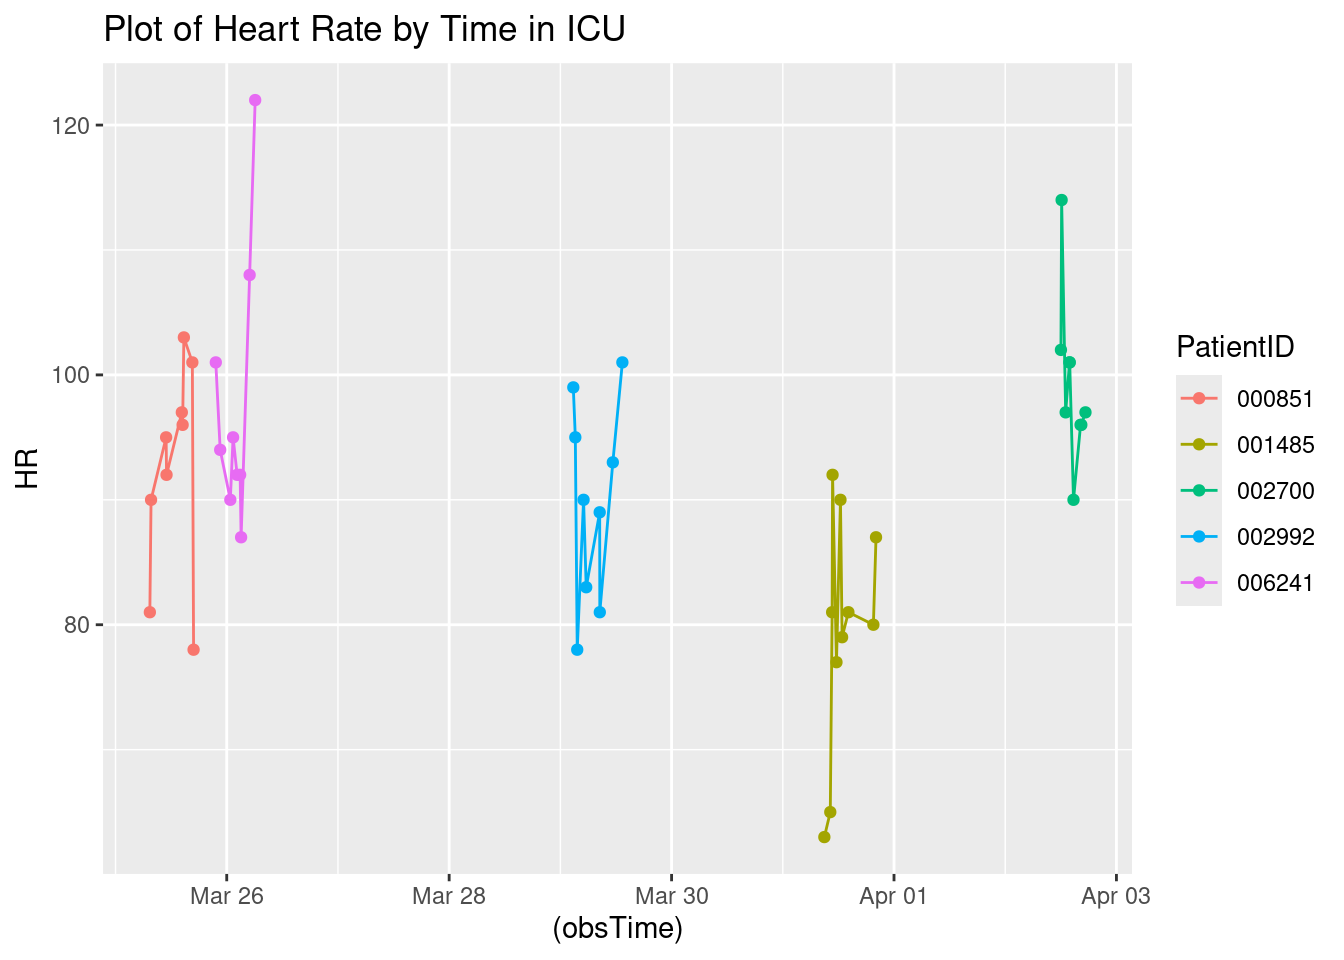 Plot of Heart Rate by Time in ICU
120
100
80
HR
Mar 26
Mar 28
Mar 30
Apr 01
Apr 03
(obsTime)
PatientID
000851
001485
002700
002992
006241